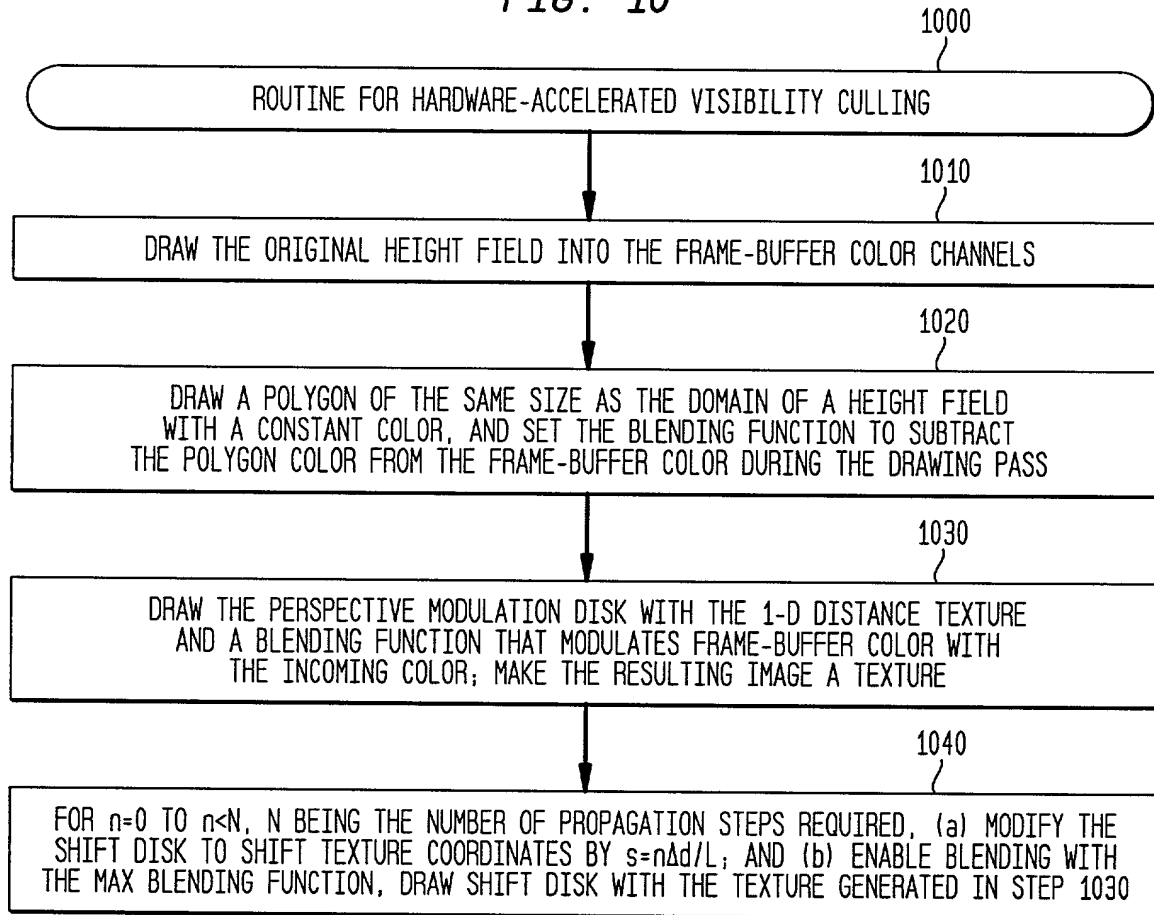 FIG. 10
1000
ROUTINE FOR HARDWARE-ACCELERATED VISIBILITY CULLING
1010
DRAW THE ORIGINAL HEIGHT FIELD INTO THE FRAME-BUFFER COLOR CHANNELS
1020
DRAW A POLYGON OF THE SAME SIZE AS THE DOMAIN OF A HEIGHT FIELD
WITH A CONSTANT COLOR, AND SET THE BLENDING FUNCTION TO SUBTRACT
THE POLYGON COLOR FROM THE FRAME-BUFFER COLOR DURING THE DRAWING PASS
1030
DRAW THE PERSPECTIVE MODULATION DISK WITH THE 1-D DISTANCE TEXTURE
AND A BLENDING FUNCTION THAT MODULATES FRAME-BUFFER COLOR WITH
THE INCOMING COLOR; MAKE THE RESULTING IMAGE A TEXTURE
1040
FOR n=0 TO n<N, N BEING THE NUMBER OF PROPAGATION STEPS REQUIRED, (a) MODIFY THE
SHIFT DISK TO SHIFT TEXTURE COORDINATES BY s=nΔd/L; AND (b) ENABLE BLENDING WITH
THE MAX BLENDING FUNCTION, DRAW SHIFT DISK WITH THE TEXTURE GENERATED IN STEP 1030